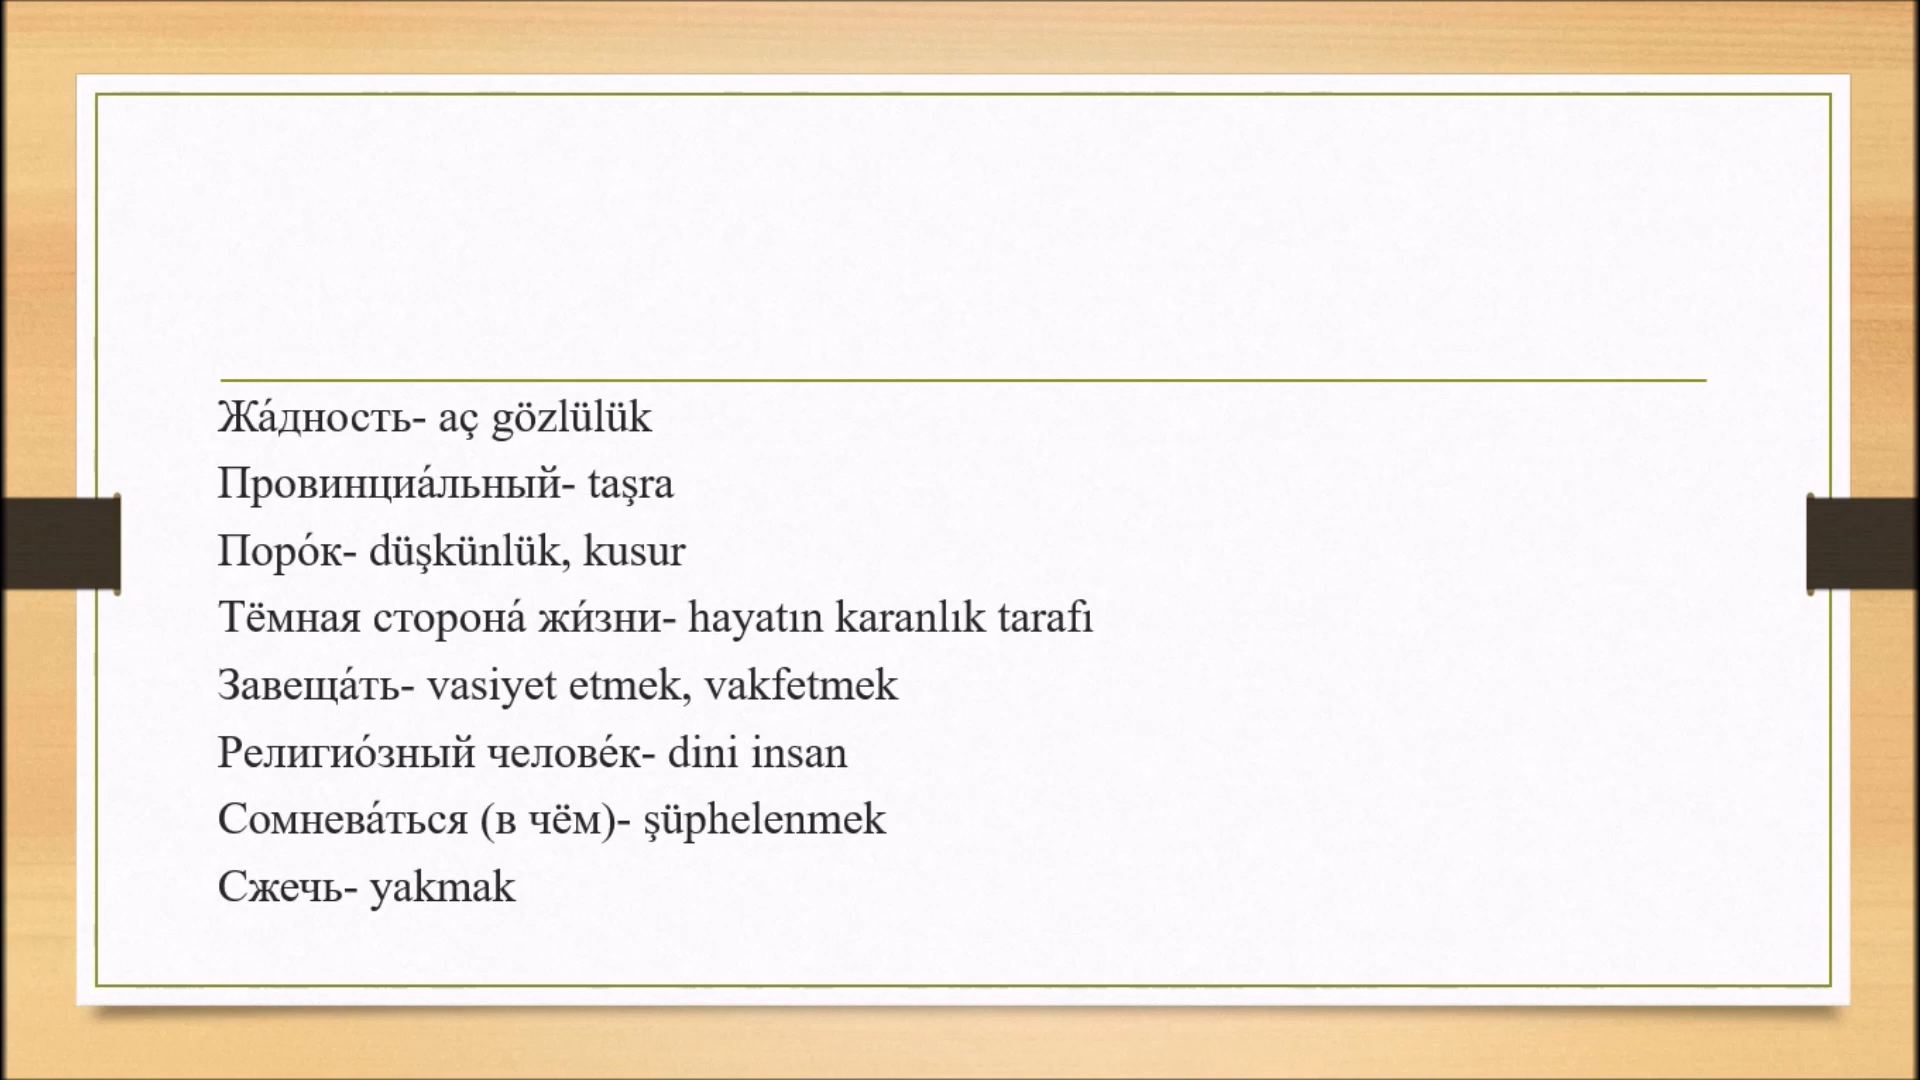 Жа́дность- aç gözlülük
Провинциа́льный- taşra
Поро́к- düşkünlük, kusur
Тёмная сторона́ жи́зни- hayatın karanlık tarafı
Завеща́ть- vasiyet etmek, vakfetmek
Религио́зный челове́к- dini insan
Сомнева́ться (в чём)- şüphelenmek
Сжечь- yakmak